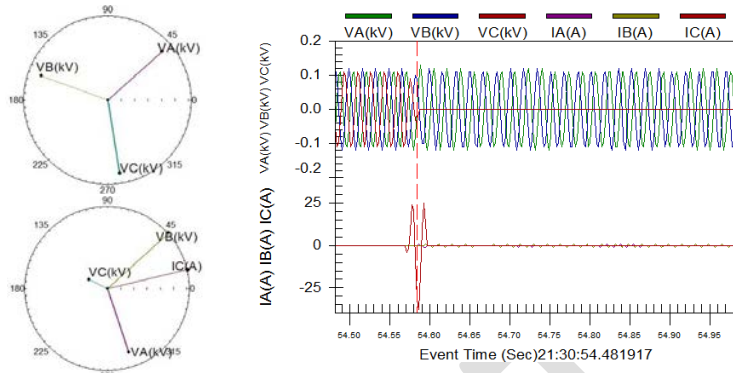 90
135
45
VA(kV)
VB(kV)
180
0
225
315
VC(kV)
270
90
135
45
VB(kV)
IC(A)
VC(kV)
180
0
225
315
VA(kV)
VA(kV) VB(kV) VC(kV) IA(A) IB(A) IC(A)
VA(kV) VB(kV) VC(kV)
0.2
0.1
0.0
-0.1
-0.2
IA(A) IB(A) IC(A)
25
0
-25
54.50 54.55 54.60 54.65 54.70 54.75 54.80 54.85 54.90 54.95
Event Time (Sec)21:30:54.481917